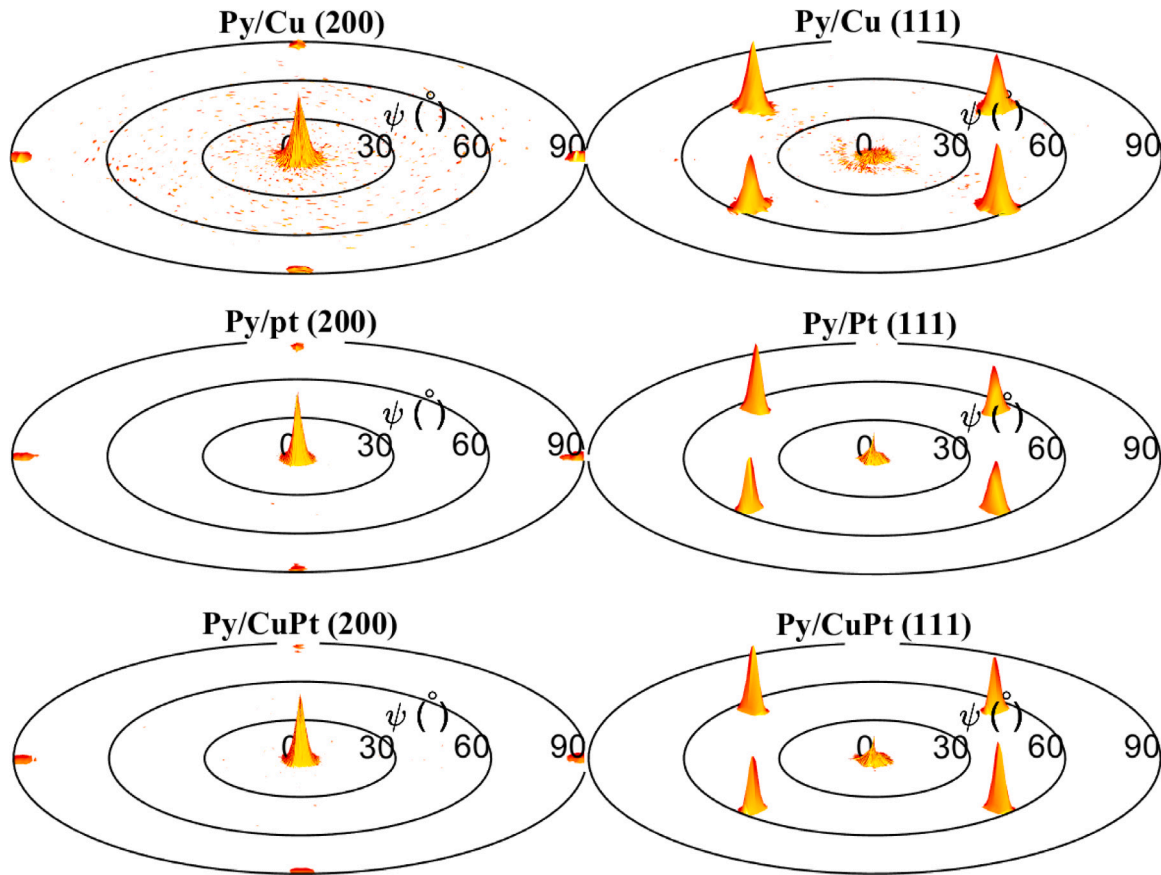 Py/Cu (200)
Py/Cu (111)
ψ (°)
0 30 60 90
ψ (°)
0 30 60 90
Py/pt (200)
Py/Pt (111)
ψ (°)
0 30 60 90
ψ (°)
0 30 60 90
Py/CuPt (200)
Py/CuPt (111)
ψ (°)
0 30 60 90
ψ (°)
0 30 60 90